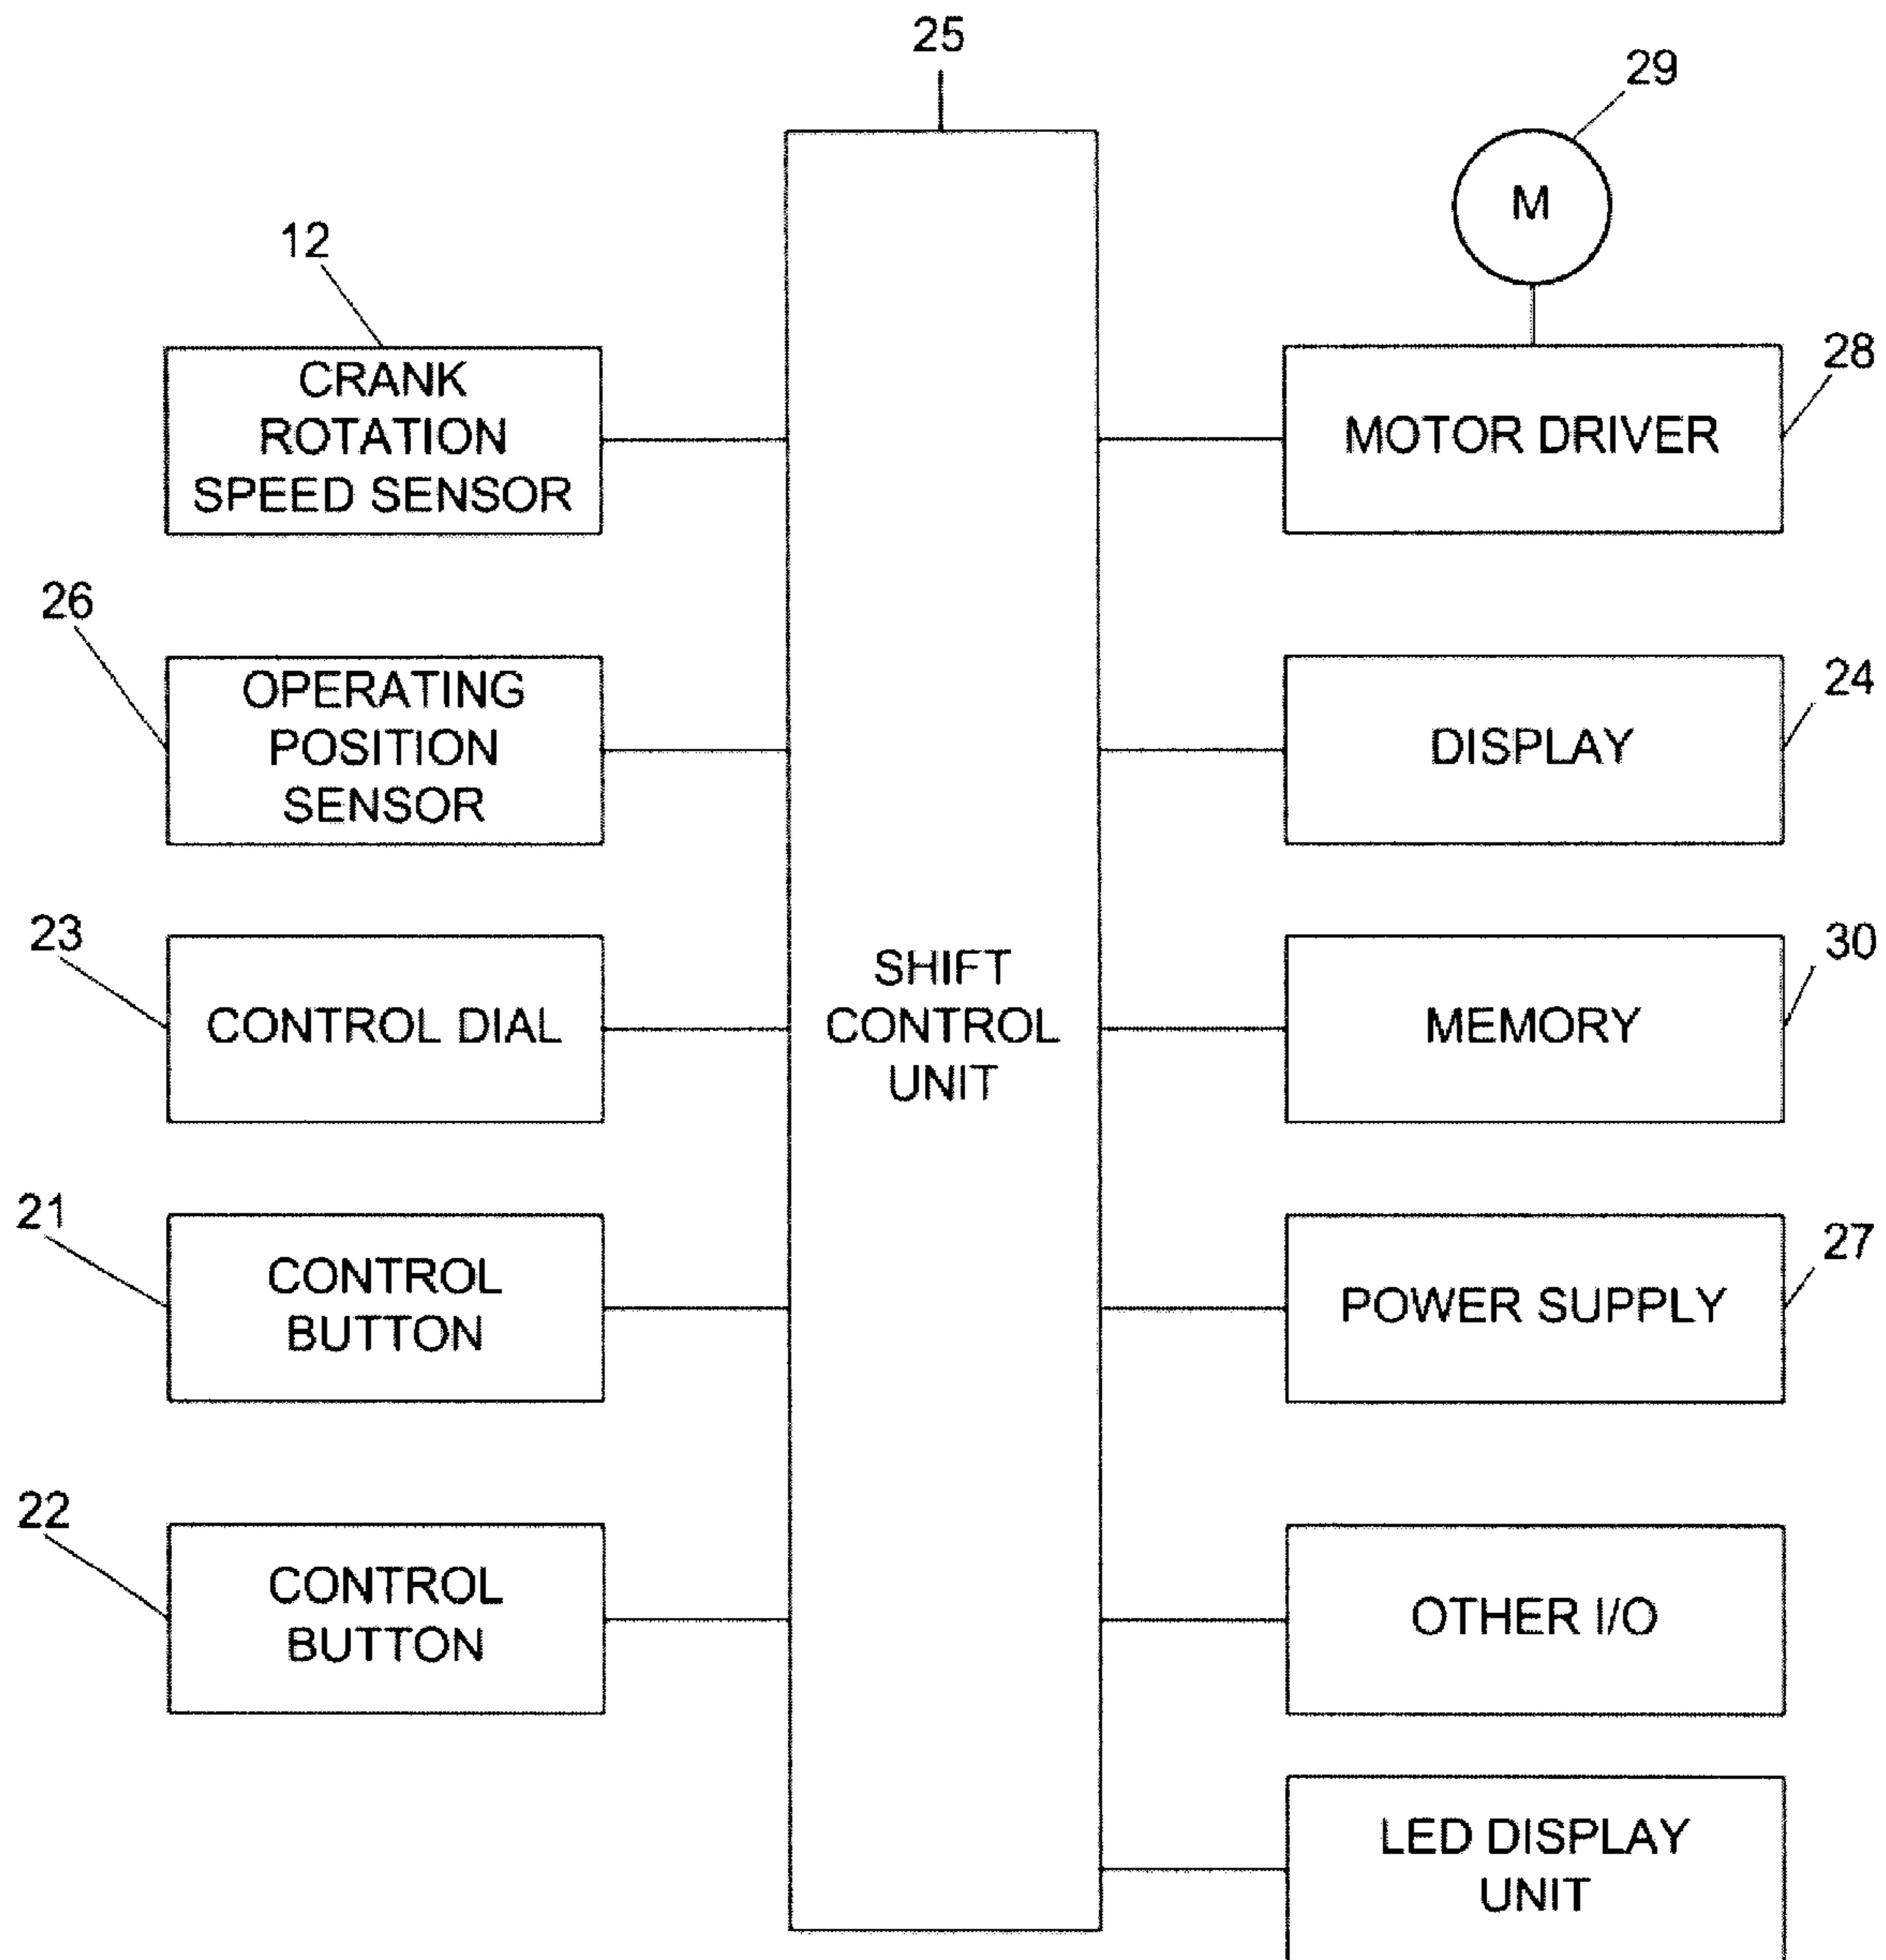 25
29
M
12
CRANK
ROTATION
SPEED SENSOR
28
MOTOR DRIVER
26
OPERATING
POSITION
SENSOR
24
DISPLAY
23
CONTROL DIAL
SHIFT
CONTROL
UNIT
30
MEMORY
21
CONTROL
BUTTON
27
POWER SUPPLY
22
CONTROL
BUTTON
OTHER I/O
LED DISPLAY
UNIT